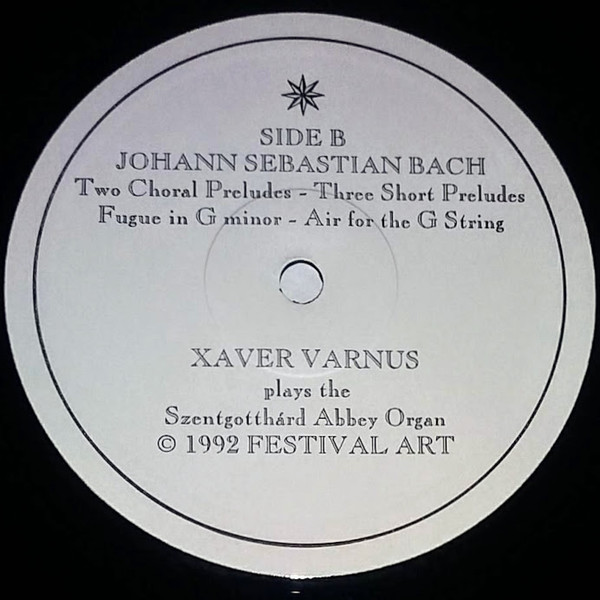 SIDE B
JOHANN SEBASTIAN BACH
Two Choral Preludes - Three Short Preludes
Fugue in G minor - Air for the G String
XAVER VARNUS
plays the
Szentgotthárd Abbey Organ
© 1992 FESTIVAL ART